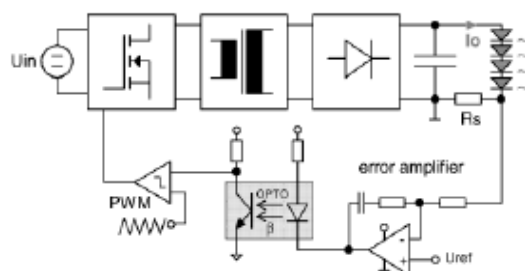 Uin
Io
Rs
error amplifier
PWM
OPTO
β
-
+
Uref